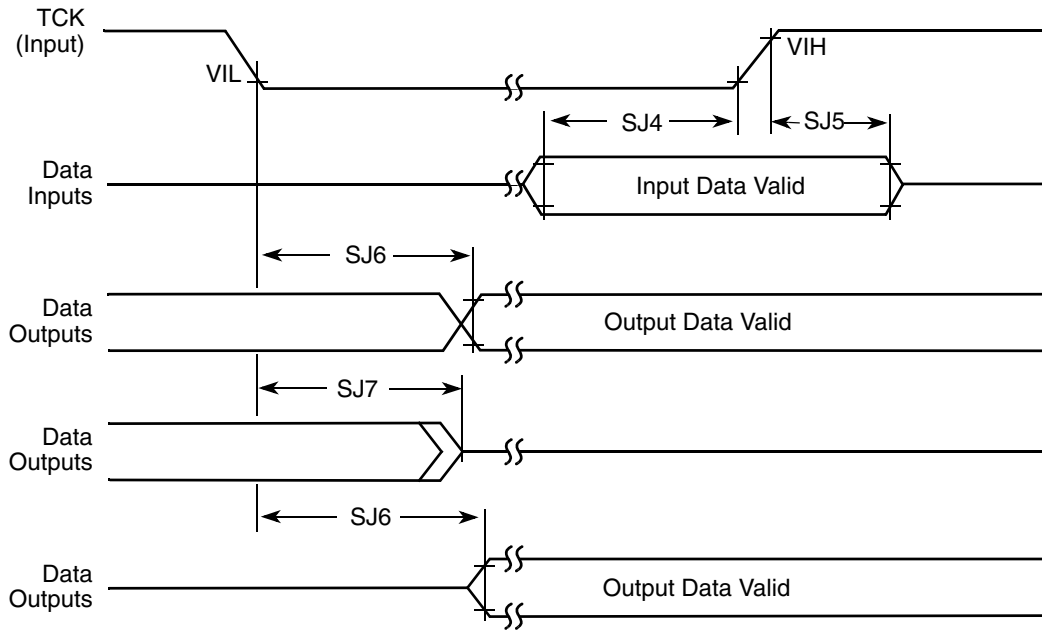 TCK
(Input)
VIL
VIH
SJ4
SJ5
Data
Inputs
Input Data Valid
SJ6
Data
Outputs
Output Data Valid
SJ7
Data
Outputs
SJ6
Data
Outputs
Output Data Valid